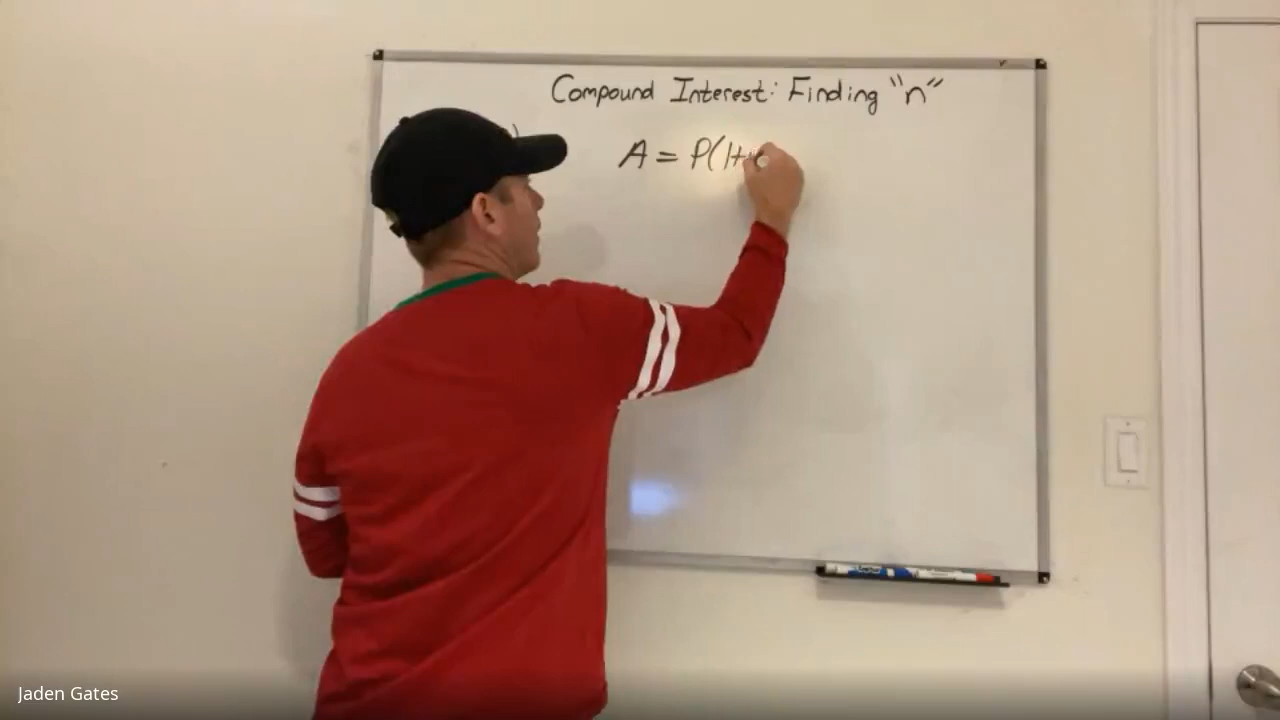 Compound Interest: Finding "n"
A = P(1+
Jaden Gates